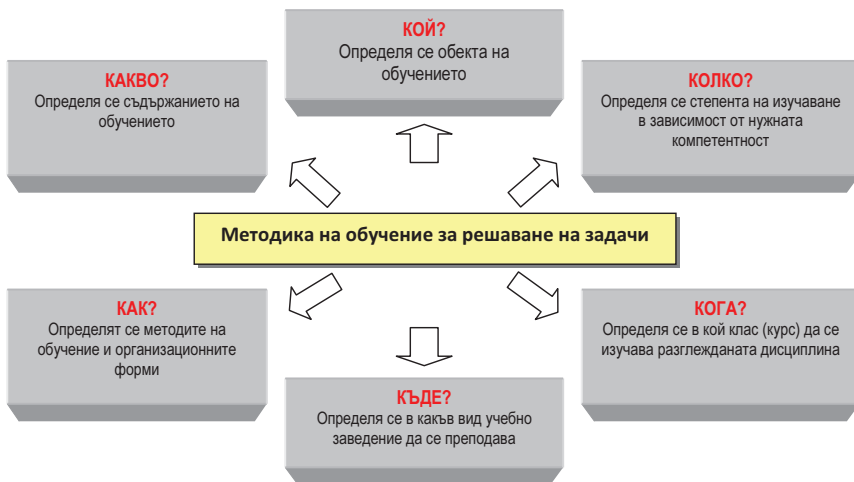 КОЙ?
Определя се обекта на
обучението
КАКВО?
Определя се съдържанието на
обучението
КОЛКО?
Определя се степента на изучаване
в зависимост от нужната
компетентност
Методика на обучение за решаване на задачи
КАК?
Определят се методите на
обучение и организационните
форми
КОГА?
Определя се в кой клас (курс) да се
изучава разглежданата дисциплина
КЪДЕ?
Определя се в какъв вид учебно
заведение да се преподава